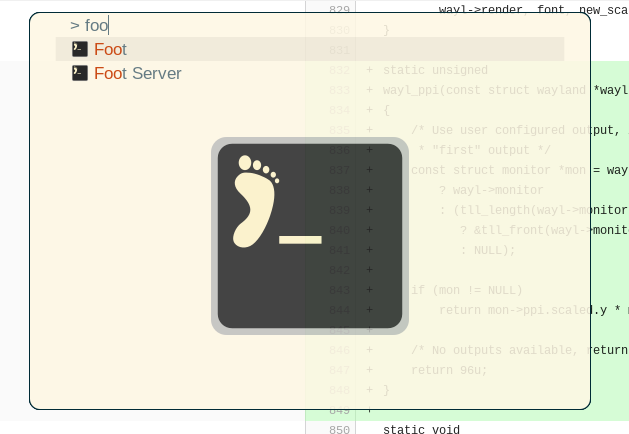 829 wayl->render, font, new_sca
> foo
830 }
831
Foot
832 + static unsigned
Foot Server
833 + wayl_ppi(const struct wayland *wayl
834 + {
835 + /* Use user configured output,
836 + * "first" output */
837 + const struct monitor *mon = wayl
838 + ? wayl->monitor
839 + : (tll_length(wayl->monitor
840 + ? &tll_front(wayl->monito
841 + : NULL);
842 +
843 + if (mon != NULL)
844 + return mon->ppi.scaled.y * m
845 +
846 + /* No outputs available, return
847 + return 96u;
848 + }
849 +
850 static void